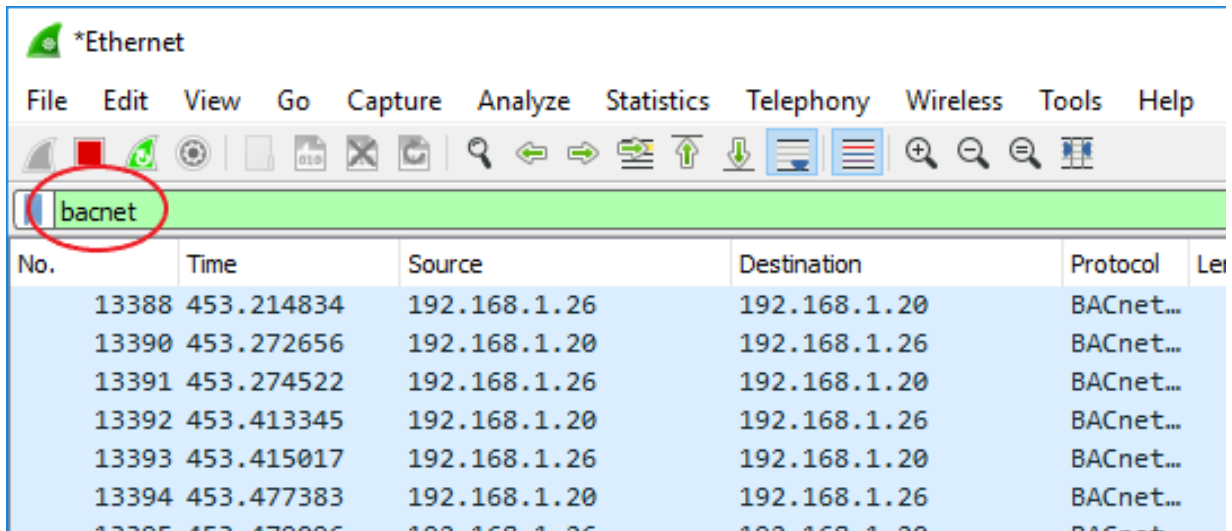 *Ethernet
File Edit View Go Capture Analyze Statistics Telephony Wireless Tools Help
bacnet
No. Time Source Destination Protocol Ler
13388 453.214834 192.168.1.26 192.168.1.20 BACnet…
13390 453.272656 192.168.1.20 192.168.1.26 BACnet…
13391 453.274522 192.168.1.26 192.168.1.20 BACnet…
13392 453.413345 192.168.1.20 192.168.1.26 BACnet…
13393 453.415017 192.168.1.26 192.168.1.20 BACnet…
13394 453.477383 192.168.1.20 192.168.1.26 BACnet…